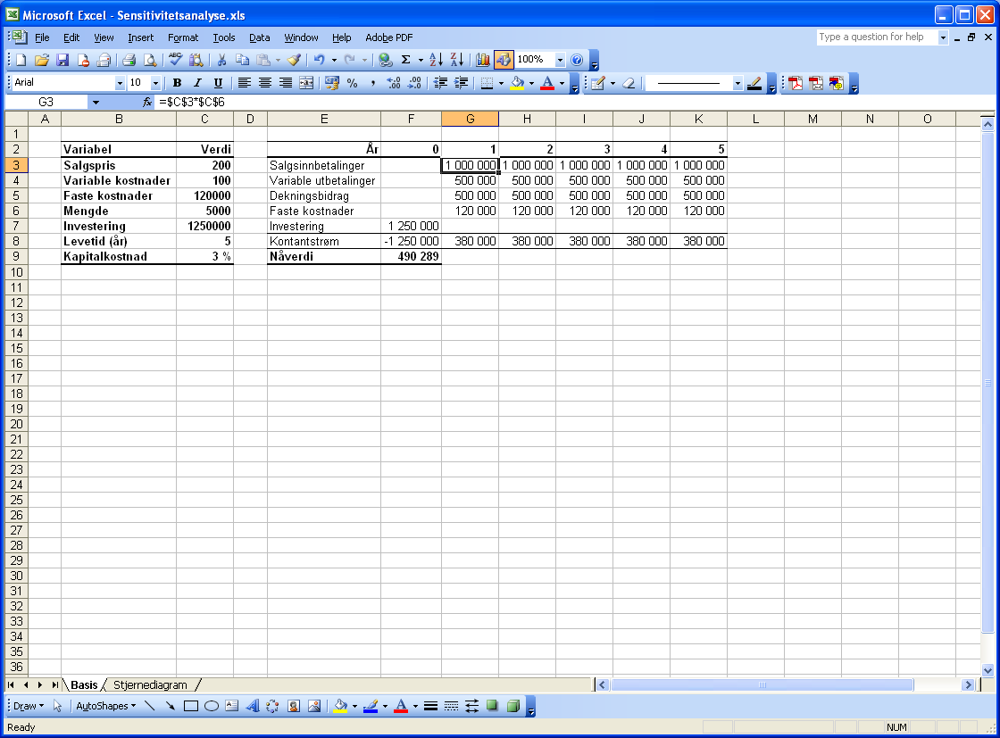 Microsoft Excel - Sensitivitetsanalyse.xls
File Edit View Insert Format Tools Data Window Help Adobe PDF Type a question for help
100%
Arial 10 B I U
G3 fx =$C$3*$C$6
A B C D E F G H I J K L M N O
1
2 Variabel Verdi År 0 1 2 3 4 5
3 Salgspris 200 Salgsinnbetalinger 1 000 000 1 000 000 1 000 000 1 000 000 1 000 000
4 Variable kostnader 100 Variable utbetalinger 500 000 500 000 500 000 500 000 500 000
5 Faste kostnader 120000 Dekningsbidrag 500 000 500 000 500 000 500 000 500 000
6 Mengde 5000 Faste kostnader 120 000 120 000 120 000 120 000 120 000
7 Investering 1250000 Investering 1 250 000
8 Levetid (år) 5 Kontantstrøm -1 250 000 380 000 380 000 380 000 380 000 380 000
9 Kapitalkostnad 3 % Nåverdi 490 289
10
11
12
13
14
15
16
17
18
19
20
21
22
23
24
25
26
27
28
29
30
31
32
33
34
35
36
Basis Stjernediagram
Draw AutoShapes
Ready NUM